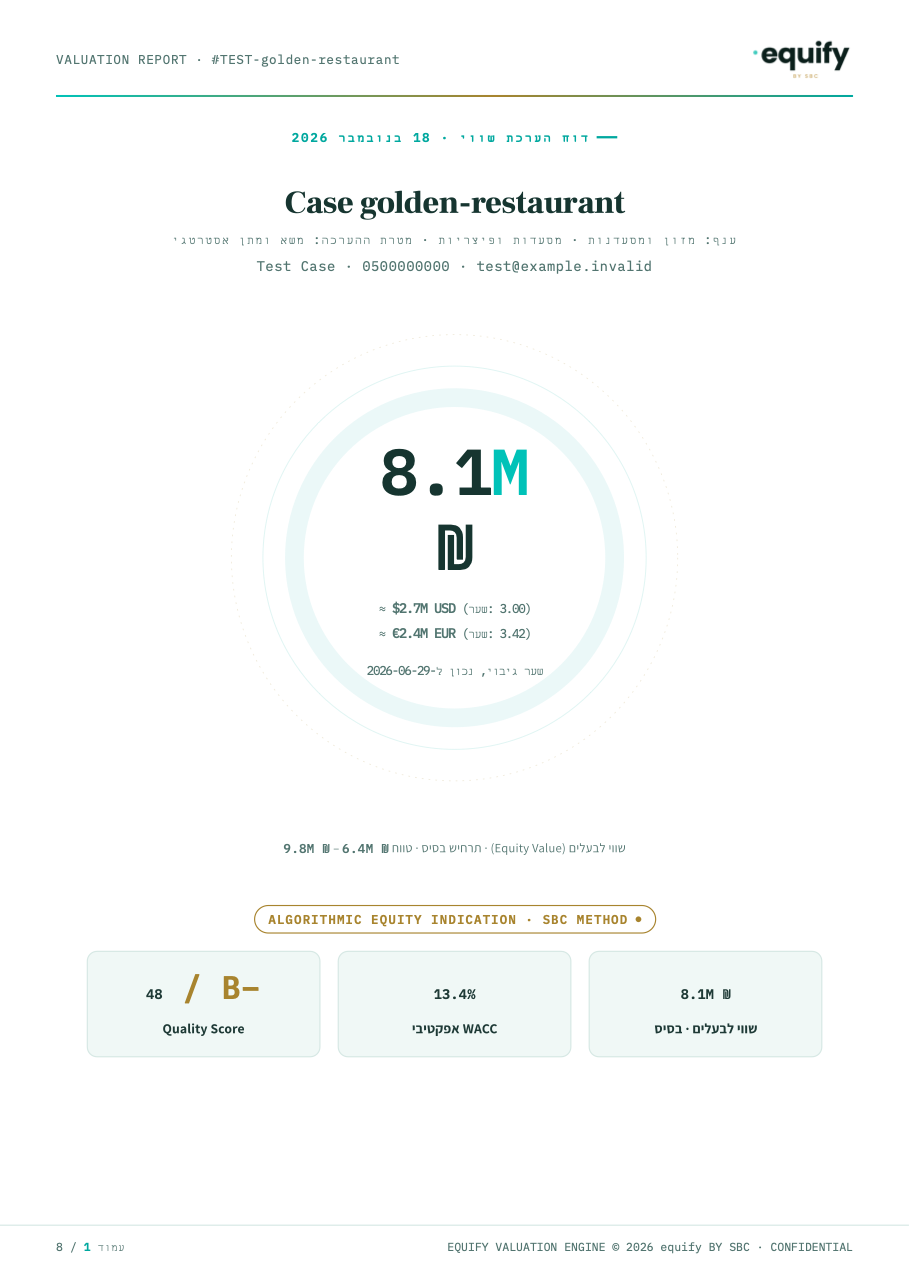 VALUATION REPORT · #TEST-golden-restaurant
equify
BY SBC
דוח הערכת שווי · 18 בנובמבר 2026
Case golden-restaurant
ענף: מזון ומסעדנות · מסעדות ופיצריות · מטרת ההערכה: משא ומתן אסטרטגי
Test Case · 0500000000 · test@example.invalid
8.1M
₪
≈ $2.7M USD (שער: 3.00)
≈ €2.4M EUR (שער: 3.42)
שער גיבוי, נכון ל-2026-06-29
שווי לבעלים (Equity Value) · תרחיש בסיס · טווח 6.4M ₪ – 9.8M ₪
ALGORITHMIC EQUITY INDICATION · SBC METHOD
8.1M ₪
שווי לבעלים · בסיס
13.4%
WACC אפקטיבי
48 / B−
Quality Score
עמוד 1 / 8
EQUIFY VALUATION ENGINE © 2026 equify BY SBC · CONFIDENTIAL